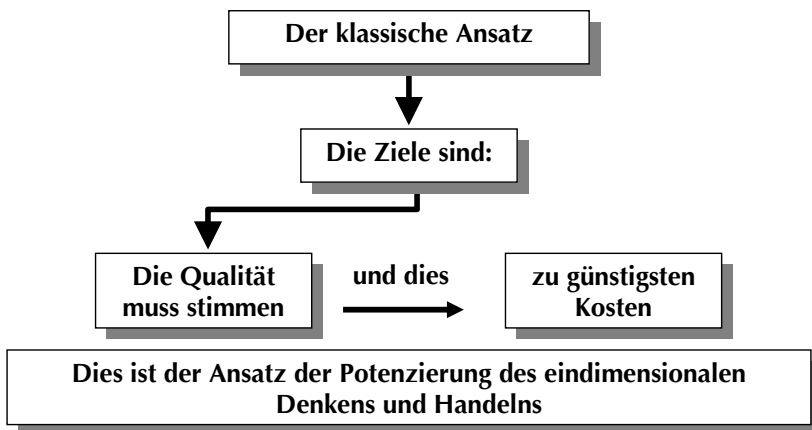 Der klassische Ansatz
Die Ziele sind:
Die Qualität
muss stimmen
und dies
zu günstigsten
Kosten
Dies ist der Ansatz der Potenzierung des eindimensionalen
Denkens und Handelns